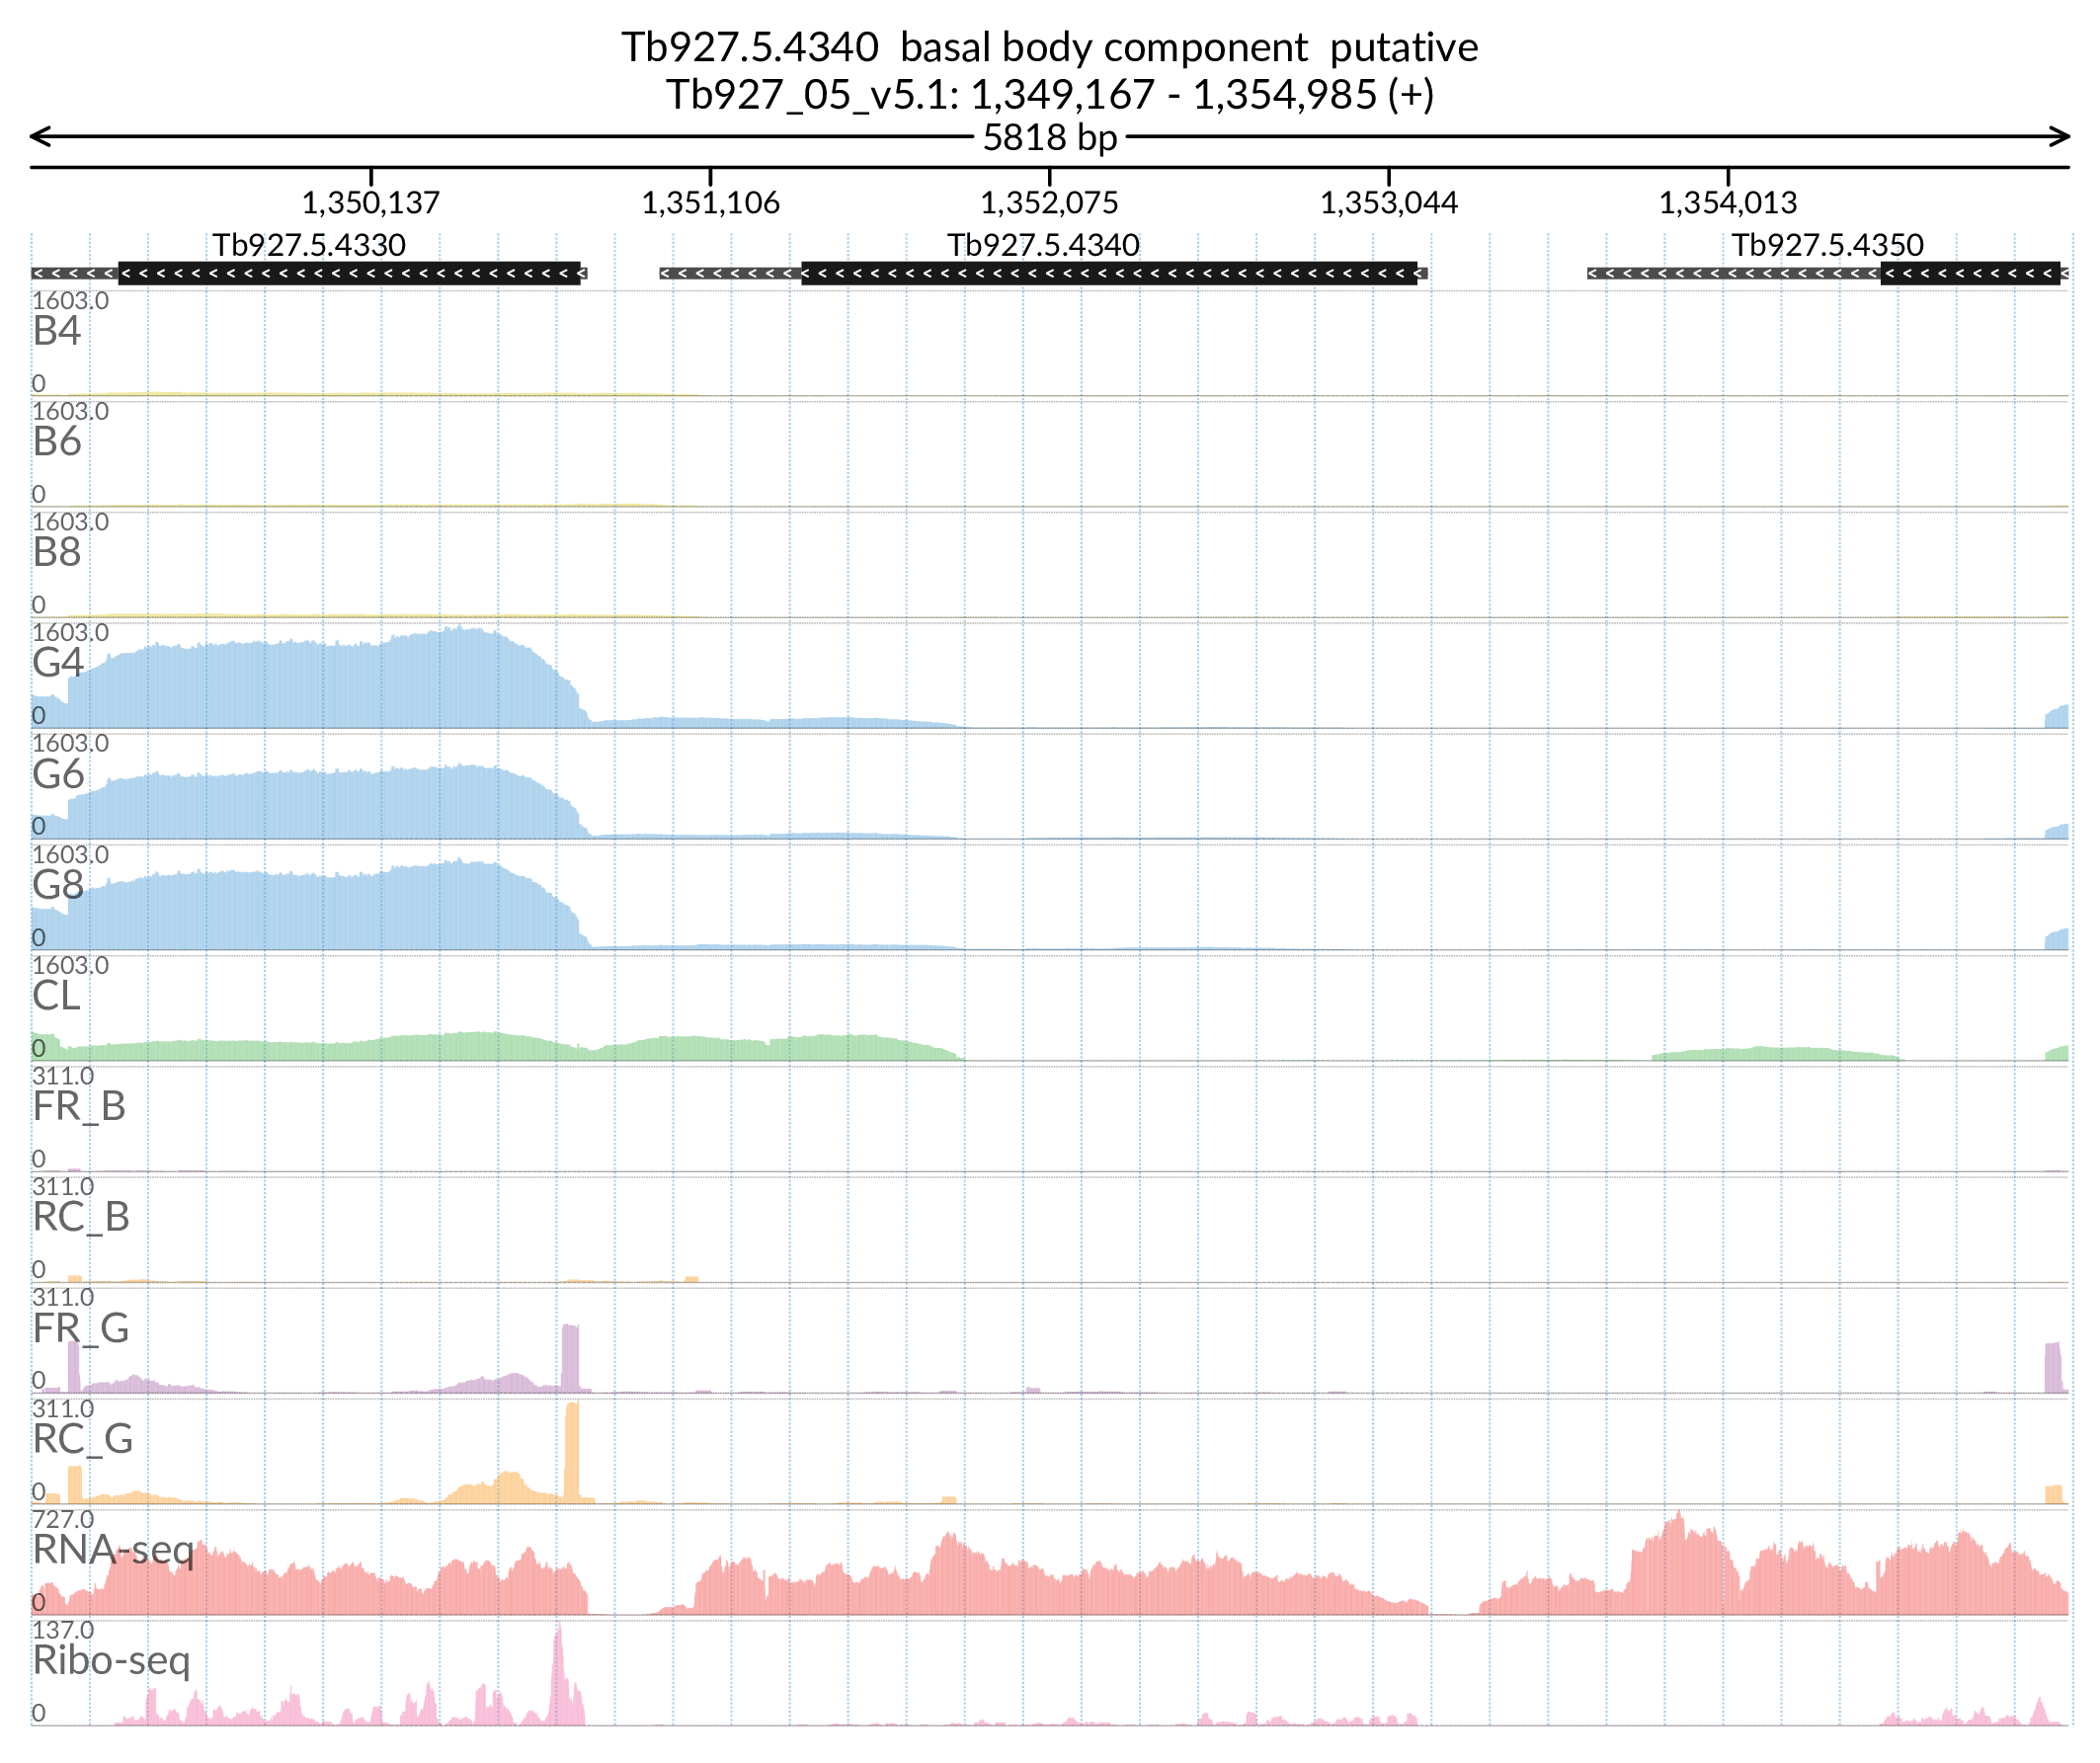 Tb927.5.4340  basal body component  putative
Tb927_05_v5.1: 1,349,167 - 1,354,985 (+)
5818 bp
1,350,137 1,351,106 1,352,075 1,353,044 1,354,013
Tb927.5.4330 Tb927.5.4340 Tb927.5.4350
1603.0
B4
0
1603.0
B6
0
1603.0
B8
0
1603.0
G4
0
1603.0
G6
0
1603.0
G8
0
1603.0
CL
0
311.0
FR_B
0
311.0
RC_B
0
311.0
FR_G
0
311.0
RC_G
0
727.0
RNA-seq
0
137.0
Ribo-seq
0